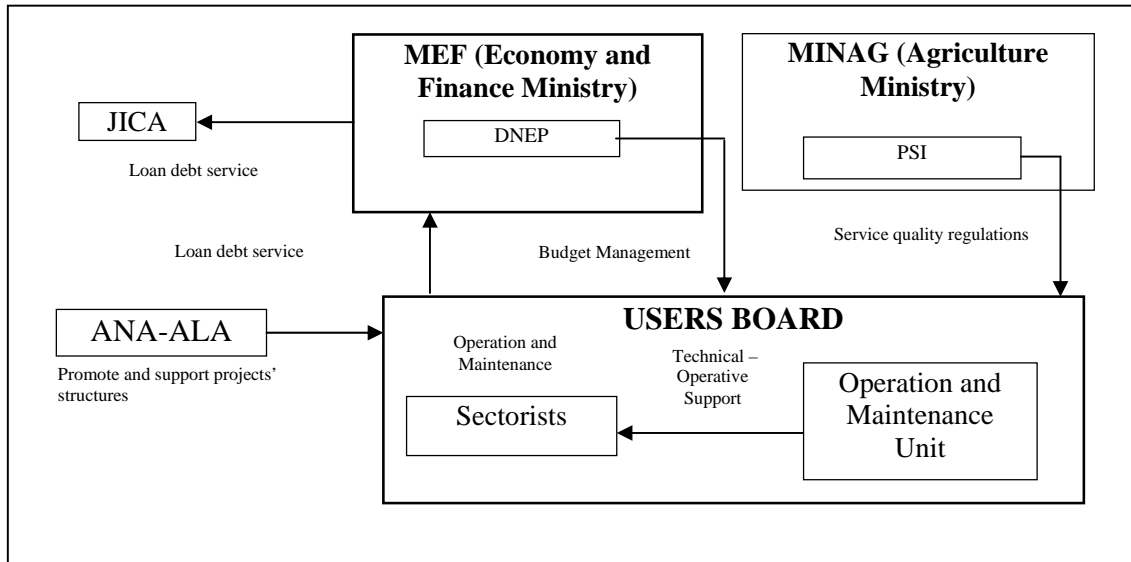 MEF (Economy and
Finance Ministry)
DNEP
MINAG (Agriculture
Ministry)
PSI
JICA
Loan debt service
Loan debt service
Budget Management
Service quality regulations
ANA-ALA
Promote and support projects’
structures
USERS BOARD
Operation and
Maintenance
Technical –
Operative
Support
Sectorists
Operation and
Maintenance
Unit